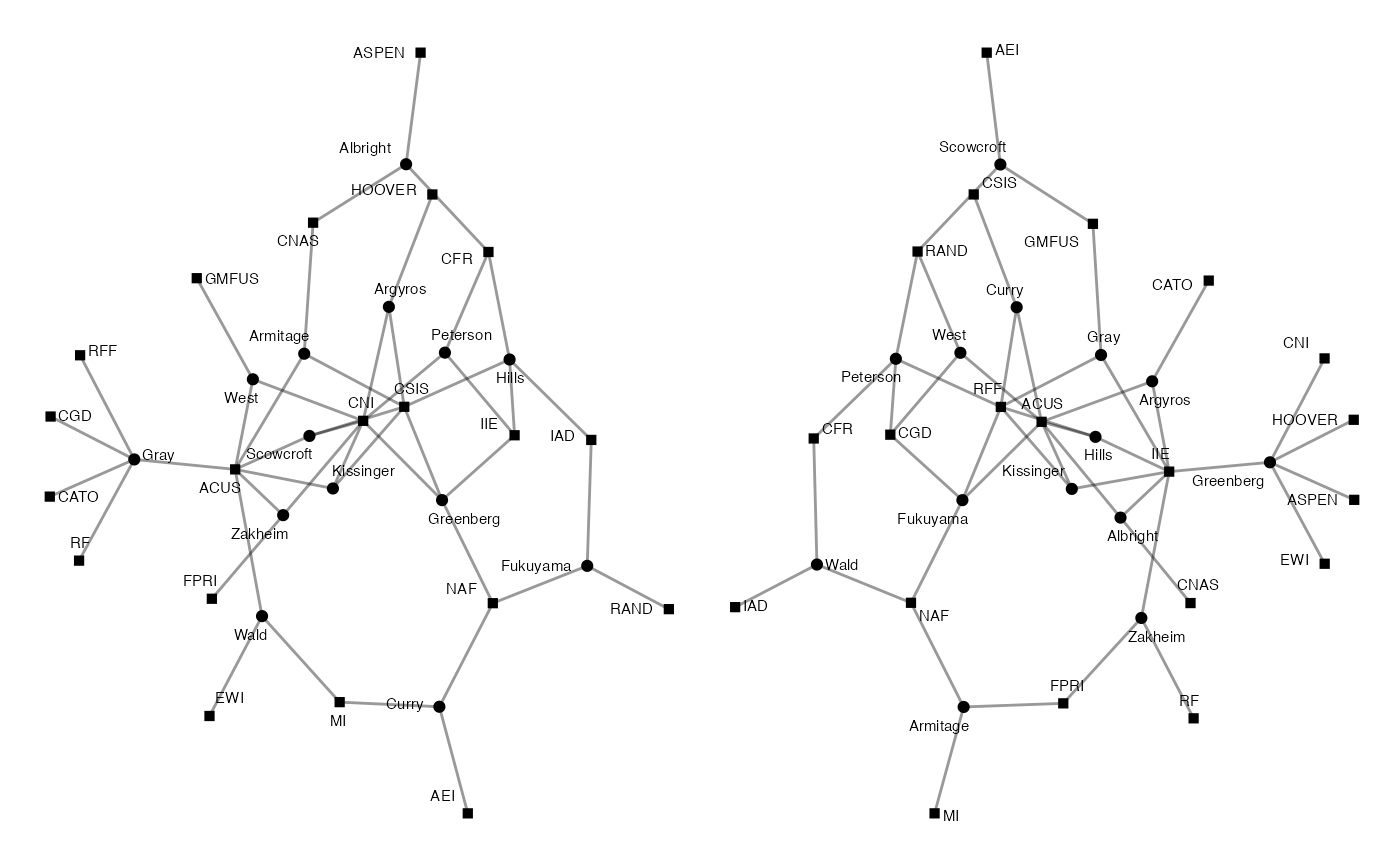 ASPEN
Albright
HOOVER
CNAS
CFR
GMFUS
Argyros
Armitage
Peterson
RFF
CSIS
Hills
West
CNI
CGD
IIE
IAD
Gray
Scowcroft
Kissinger
ACUS
CATO
Greenberg
Zakheim
RF
Fukuyama
FPRI
NAF
RAND
Wald
EWI
Curry
MI
AEI
AEI
Scowcroft
CSIS
GMFUS
RAND
CATO
Curry
West
Gray
CNI
Peterson
RFF
ACUS
Argyros
HOOVER
CFR
CGD
Hills
IIE
Kissinger
Greenberg
ASPEN
Fukuyama
Albright
EWI
Wald
CNAS
IAD
NAF
Zakheim
FPRI
RF
Armitage
MI